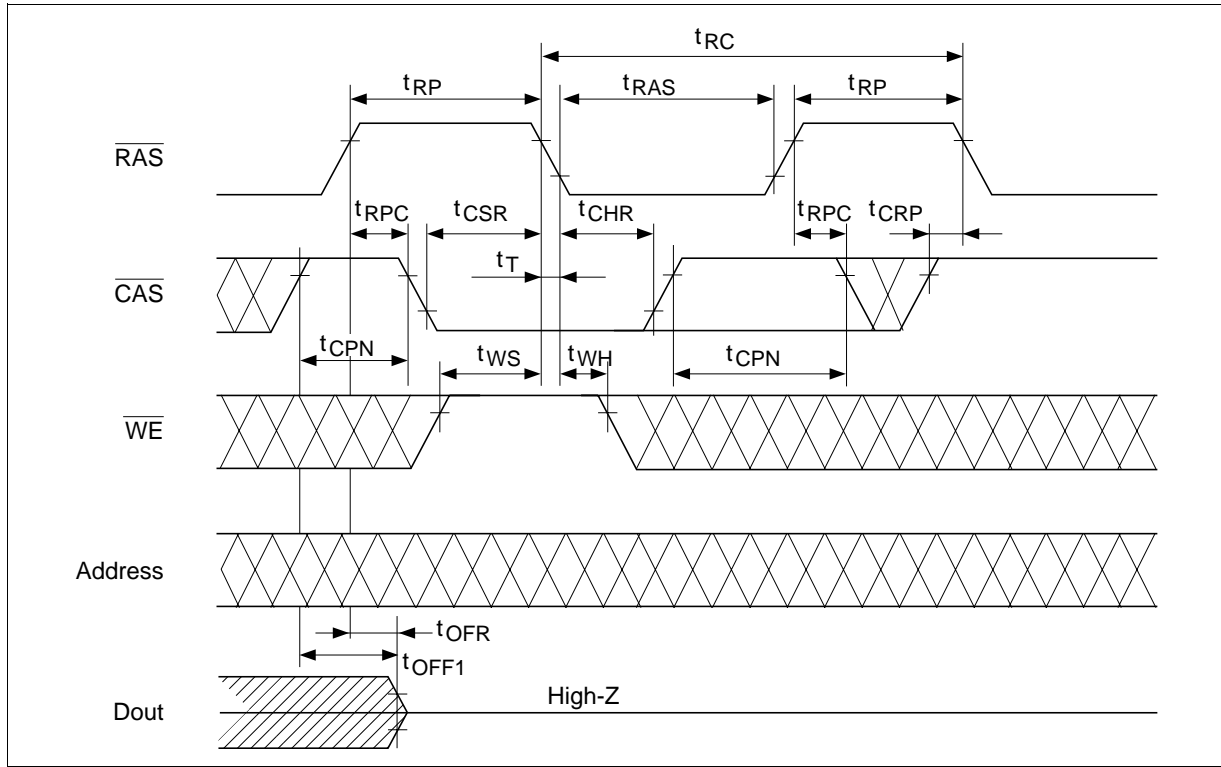 tRC
tRP
tRAS
tRP
RAS
tRPC
tCSR
tCHR
tRPC
tCRP
tT
CAS
tCPN
tWS
tWH
tCPN
WE
Address
tOFR
tOFF1
High-Z
Dout